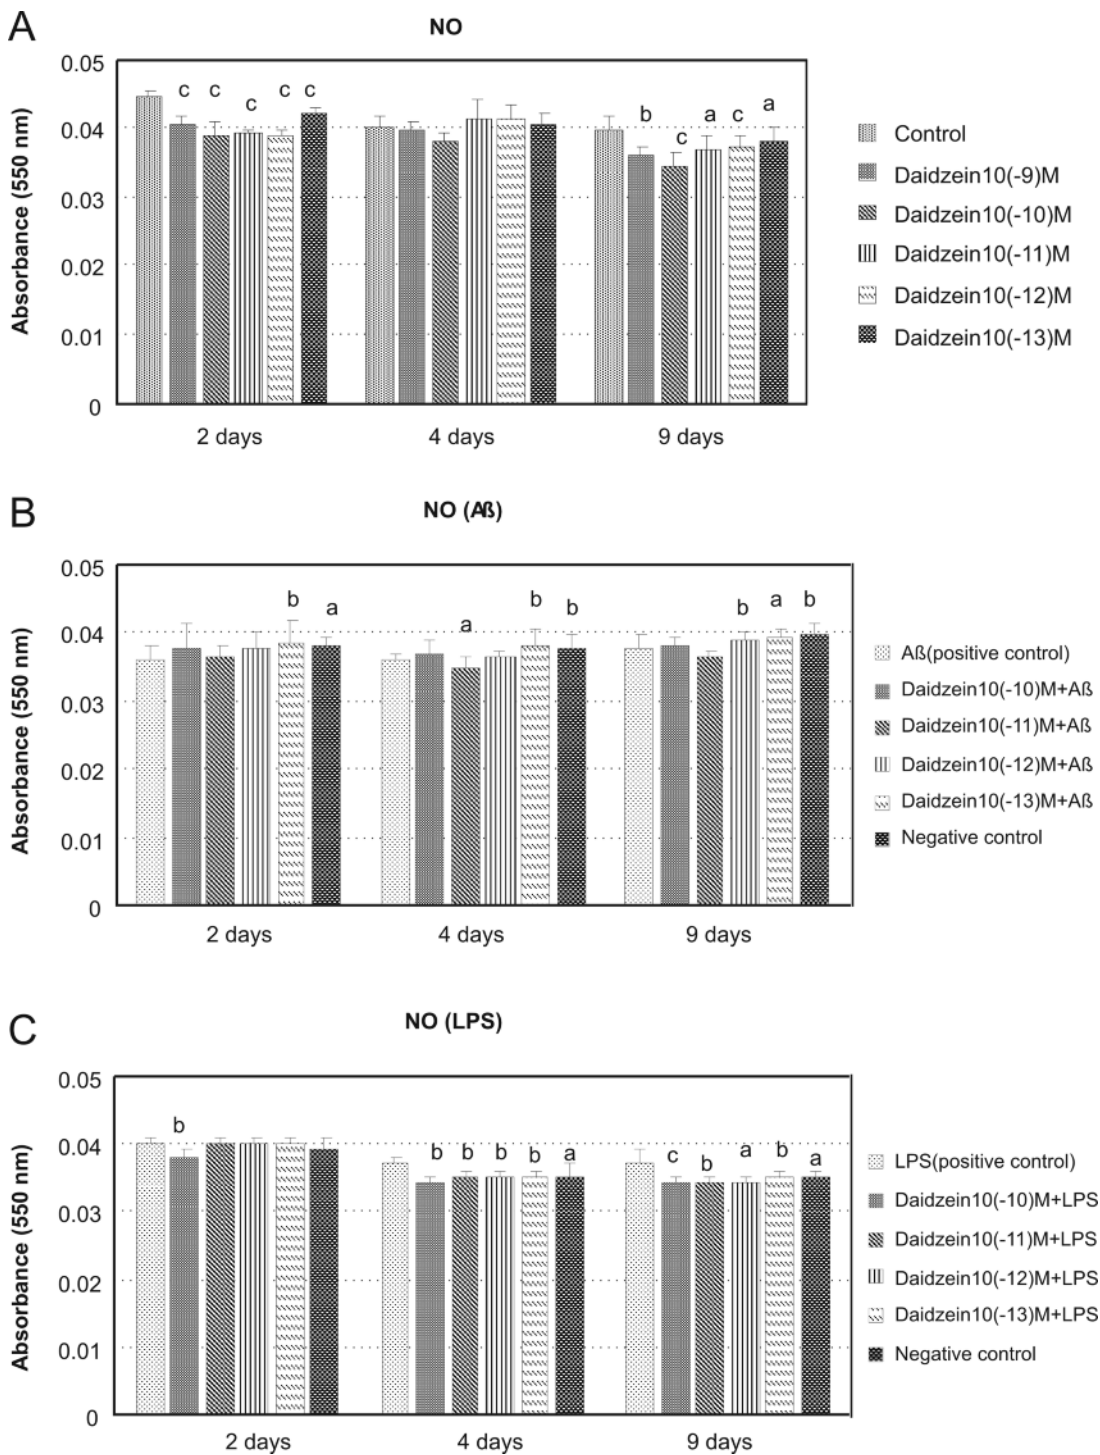 A
NO
Absorbance (550 nm)
0.05
0.04
0.03
0.02
0.01
0
c c c c c
b c a c a
2 days 4 days 9 days
Control
Daidzein10(-9)M
Daidzein10(-10)M
Daidzein10(-11)M
Daidzein10(-12)M
Daidzein10(-13)M
B
NO (Aß)
Absorbance (550 nm)
0.05
0.04
0.03
0.02
0.01
0
b a
a b b
b a b
2 days 4 days 9 days
Aß(positive control)
Daidzein10(-10)M+Aß
Daidzein10(-11)M+Aß
Daidzein10(-12)M+Aß
Daidzein10(-13)M+Aß
Negative control
C
NO (LPS)
Absorbance (550 nm)
0.05
0.04
0.03
0.02
0.01
0
b
b b b b a
c b a b a
2 days 4 days 9 days
LPS(positive control)
Daidzein10(-10)M+LPS
Daidzein10(-11)M+LPS
Daidzein10(-12)M+LPS
Daidzein10(-13)M+LPS
Negative control